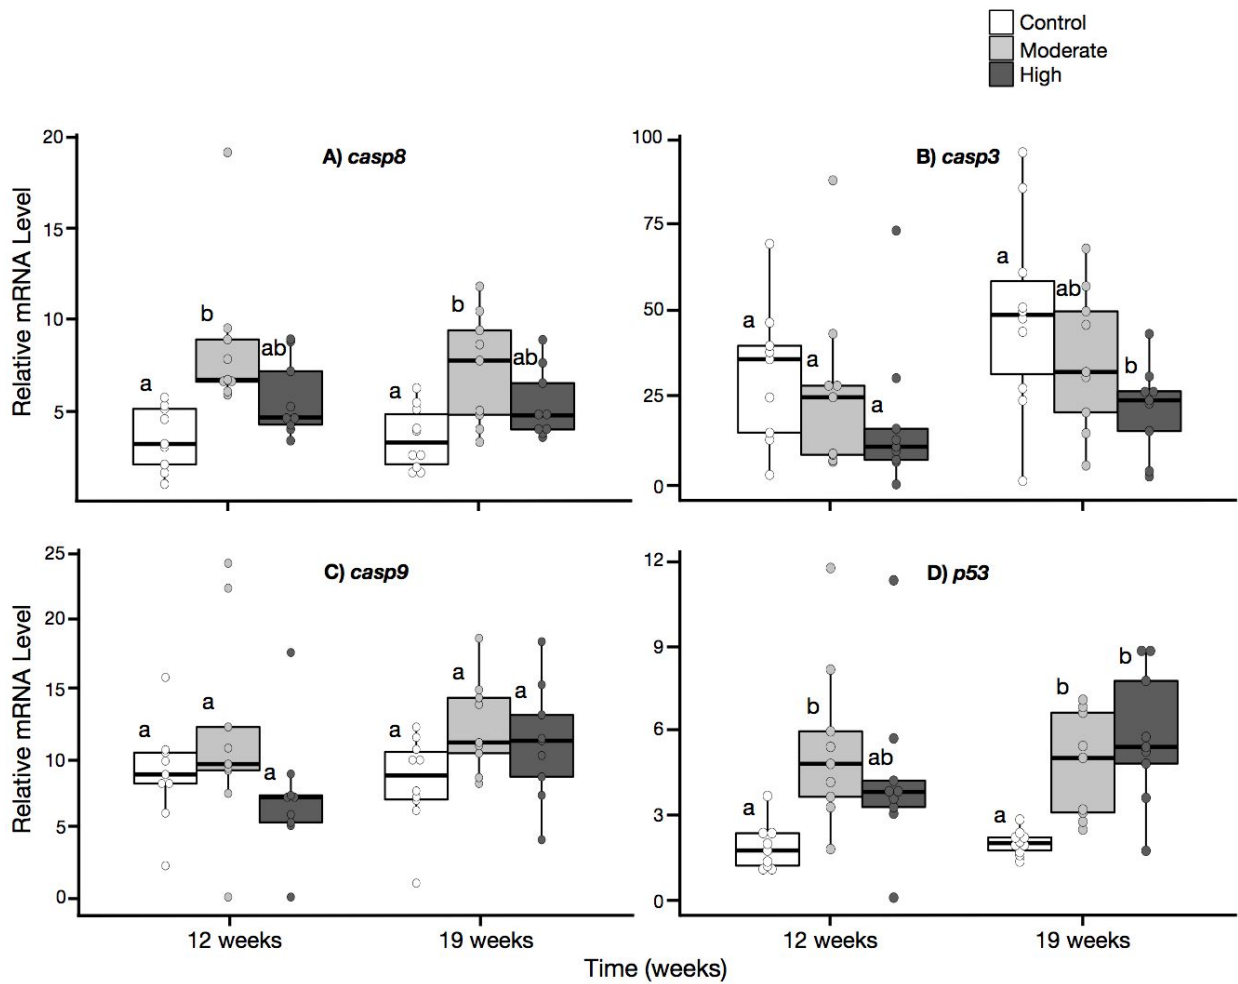 Control
Moderate
High
A) casp8
Relative mRNA Level
20
15
10
5
a
b
ab
a
b
ab
B) casp3
100
75
50
25
0
a
a
a
a
ab
b
C) casp9
Relative mRNA Level
25
20
15
10
5
0
a
a
a
a
a
a
12 weeks
19 weeks
D) p53
12
9
6
3
0
a
b
ab
a
b
b
12 weeks
19 weeks
Time (weeks)